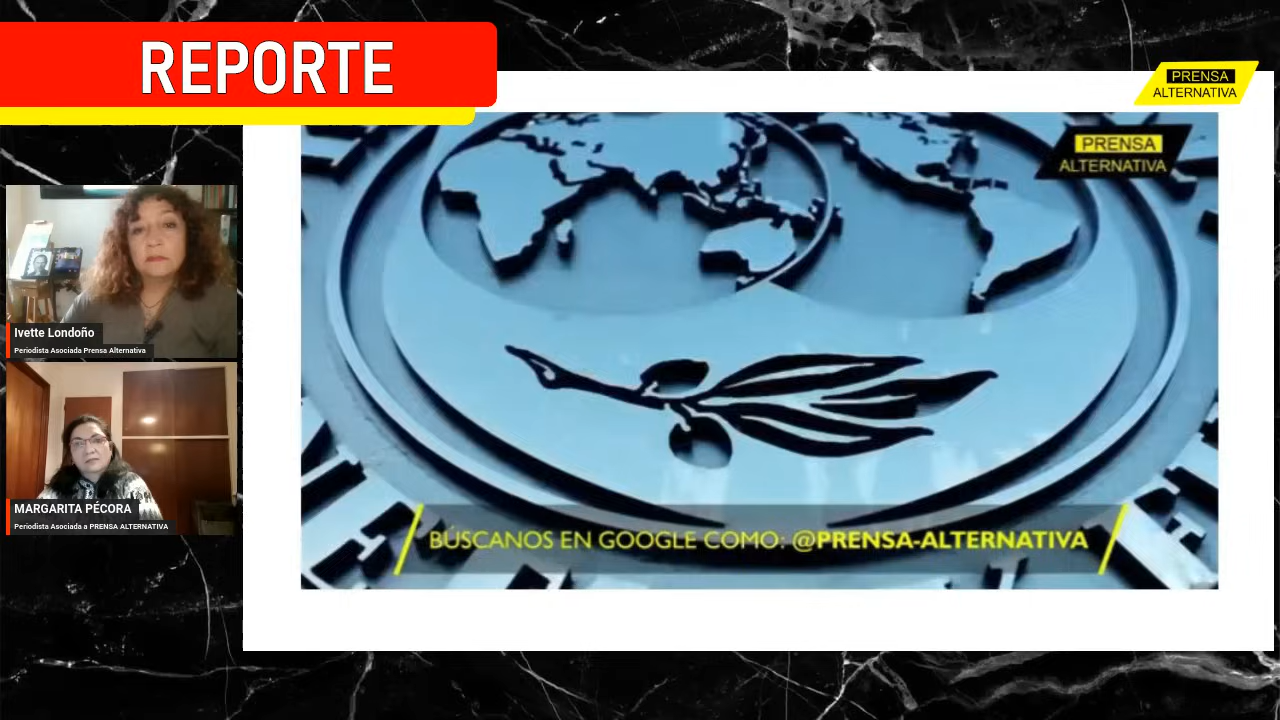 REPORTE
PRENSA
ALTERNATIVA
PRENSA
ALTERNATIVA
Ivette Londoño
Periodista Asociada Prensa Alternativa
MARGARITA PÉCORA
Periodista Asociada a PRENSA ALTERNATIVA
BÚSCANOS EN GOOGLE COMO: @PRENSA-ALTERNATIVA